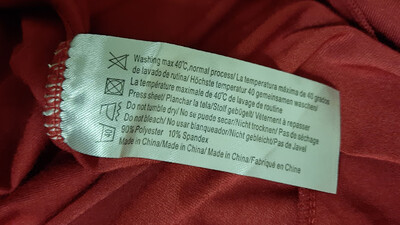 Washing max 40℃,normal process/ La temperatura máxima de 40 grados
de lavado de rutina/ Höchste temperatur 40 gemeinsamen waschen/
La température maximale de 40℃ de lavage de routine
Press sheet/ Planchar la tela/Stoff gebügelt/ Vêtement à repasser
Do not tumble dry/ No se puede secar/Nicht trocknen/ Pas de séchage
Do not bleach/ No usar blanqueador/Nicht gebleicht/ Pas de Javel
90% Polyester 10% Spandex
Made in China/Made in China/ Made in China/ Fabriqué en Chine